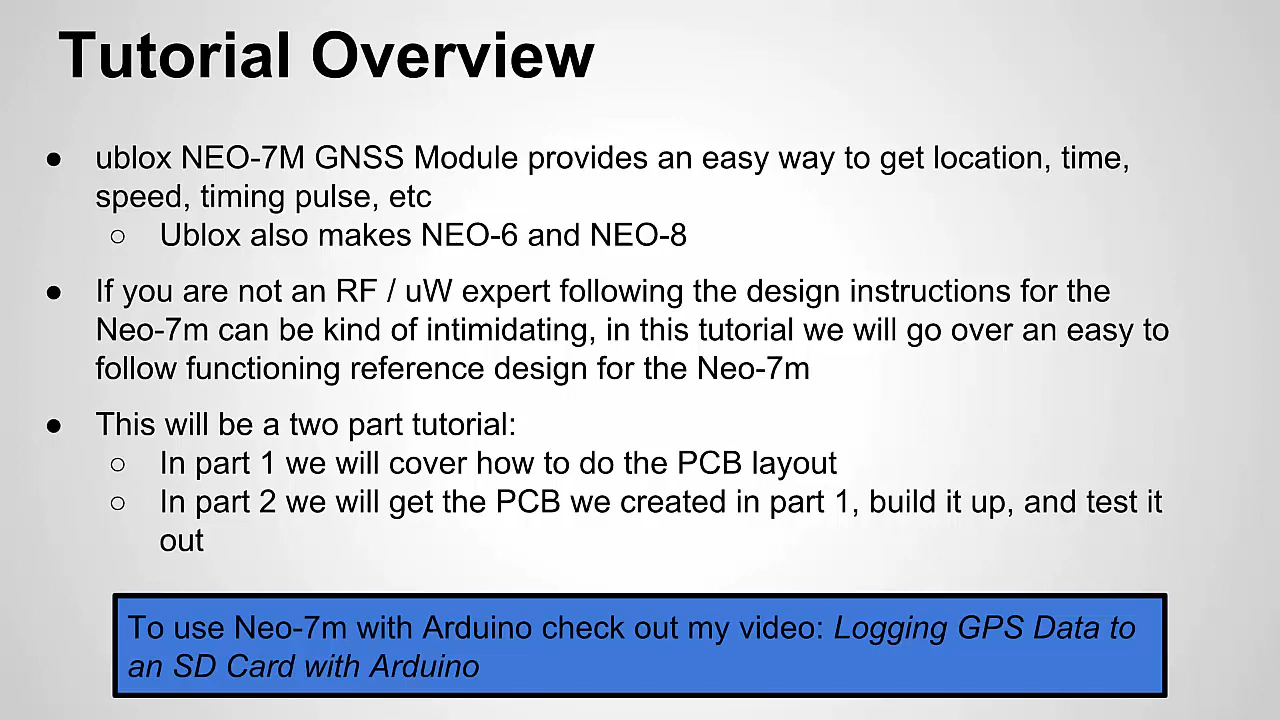 Tutorial Overview
● ublox NEO-7M GNSS Module provides an easy way to get location, time,
speed, timing pulse, etc
○ Ublox also makes NEO-6 and NEO-8
● If you are not an RF / uW expert following the design instructions for the
Neo-7m can be kind of intimidating, in this tutorial we will go over an easy to
follow functioning reference design for the Neo-7m
● This will be a two part tutorial:
○ In part 1 we will cover how to do the PCB layout
○ In part 2 we will get the PCB we created in part 1, build it up, and test it
out
To use Neo-7m with Arduino check out my video: Logging GPS Data to
an SD Card with Arduino